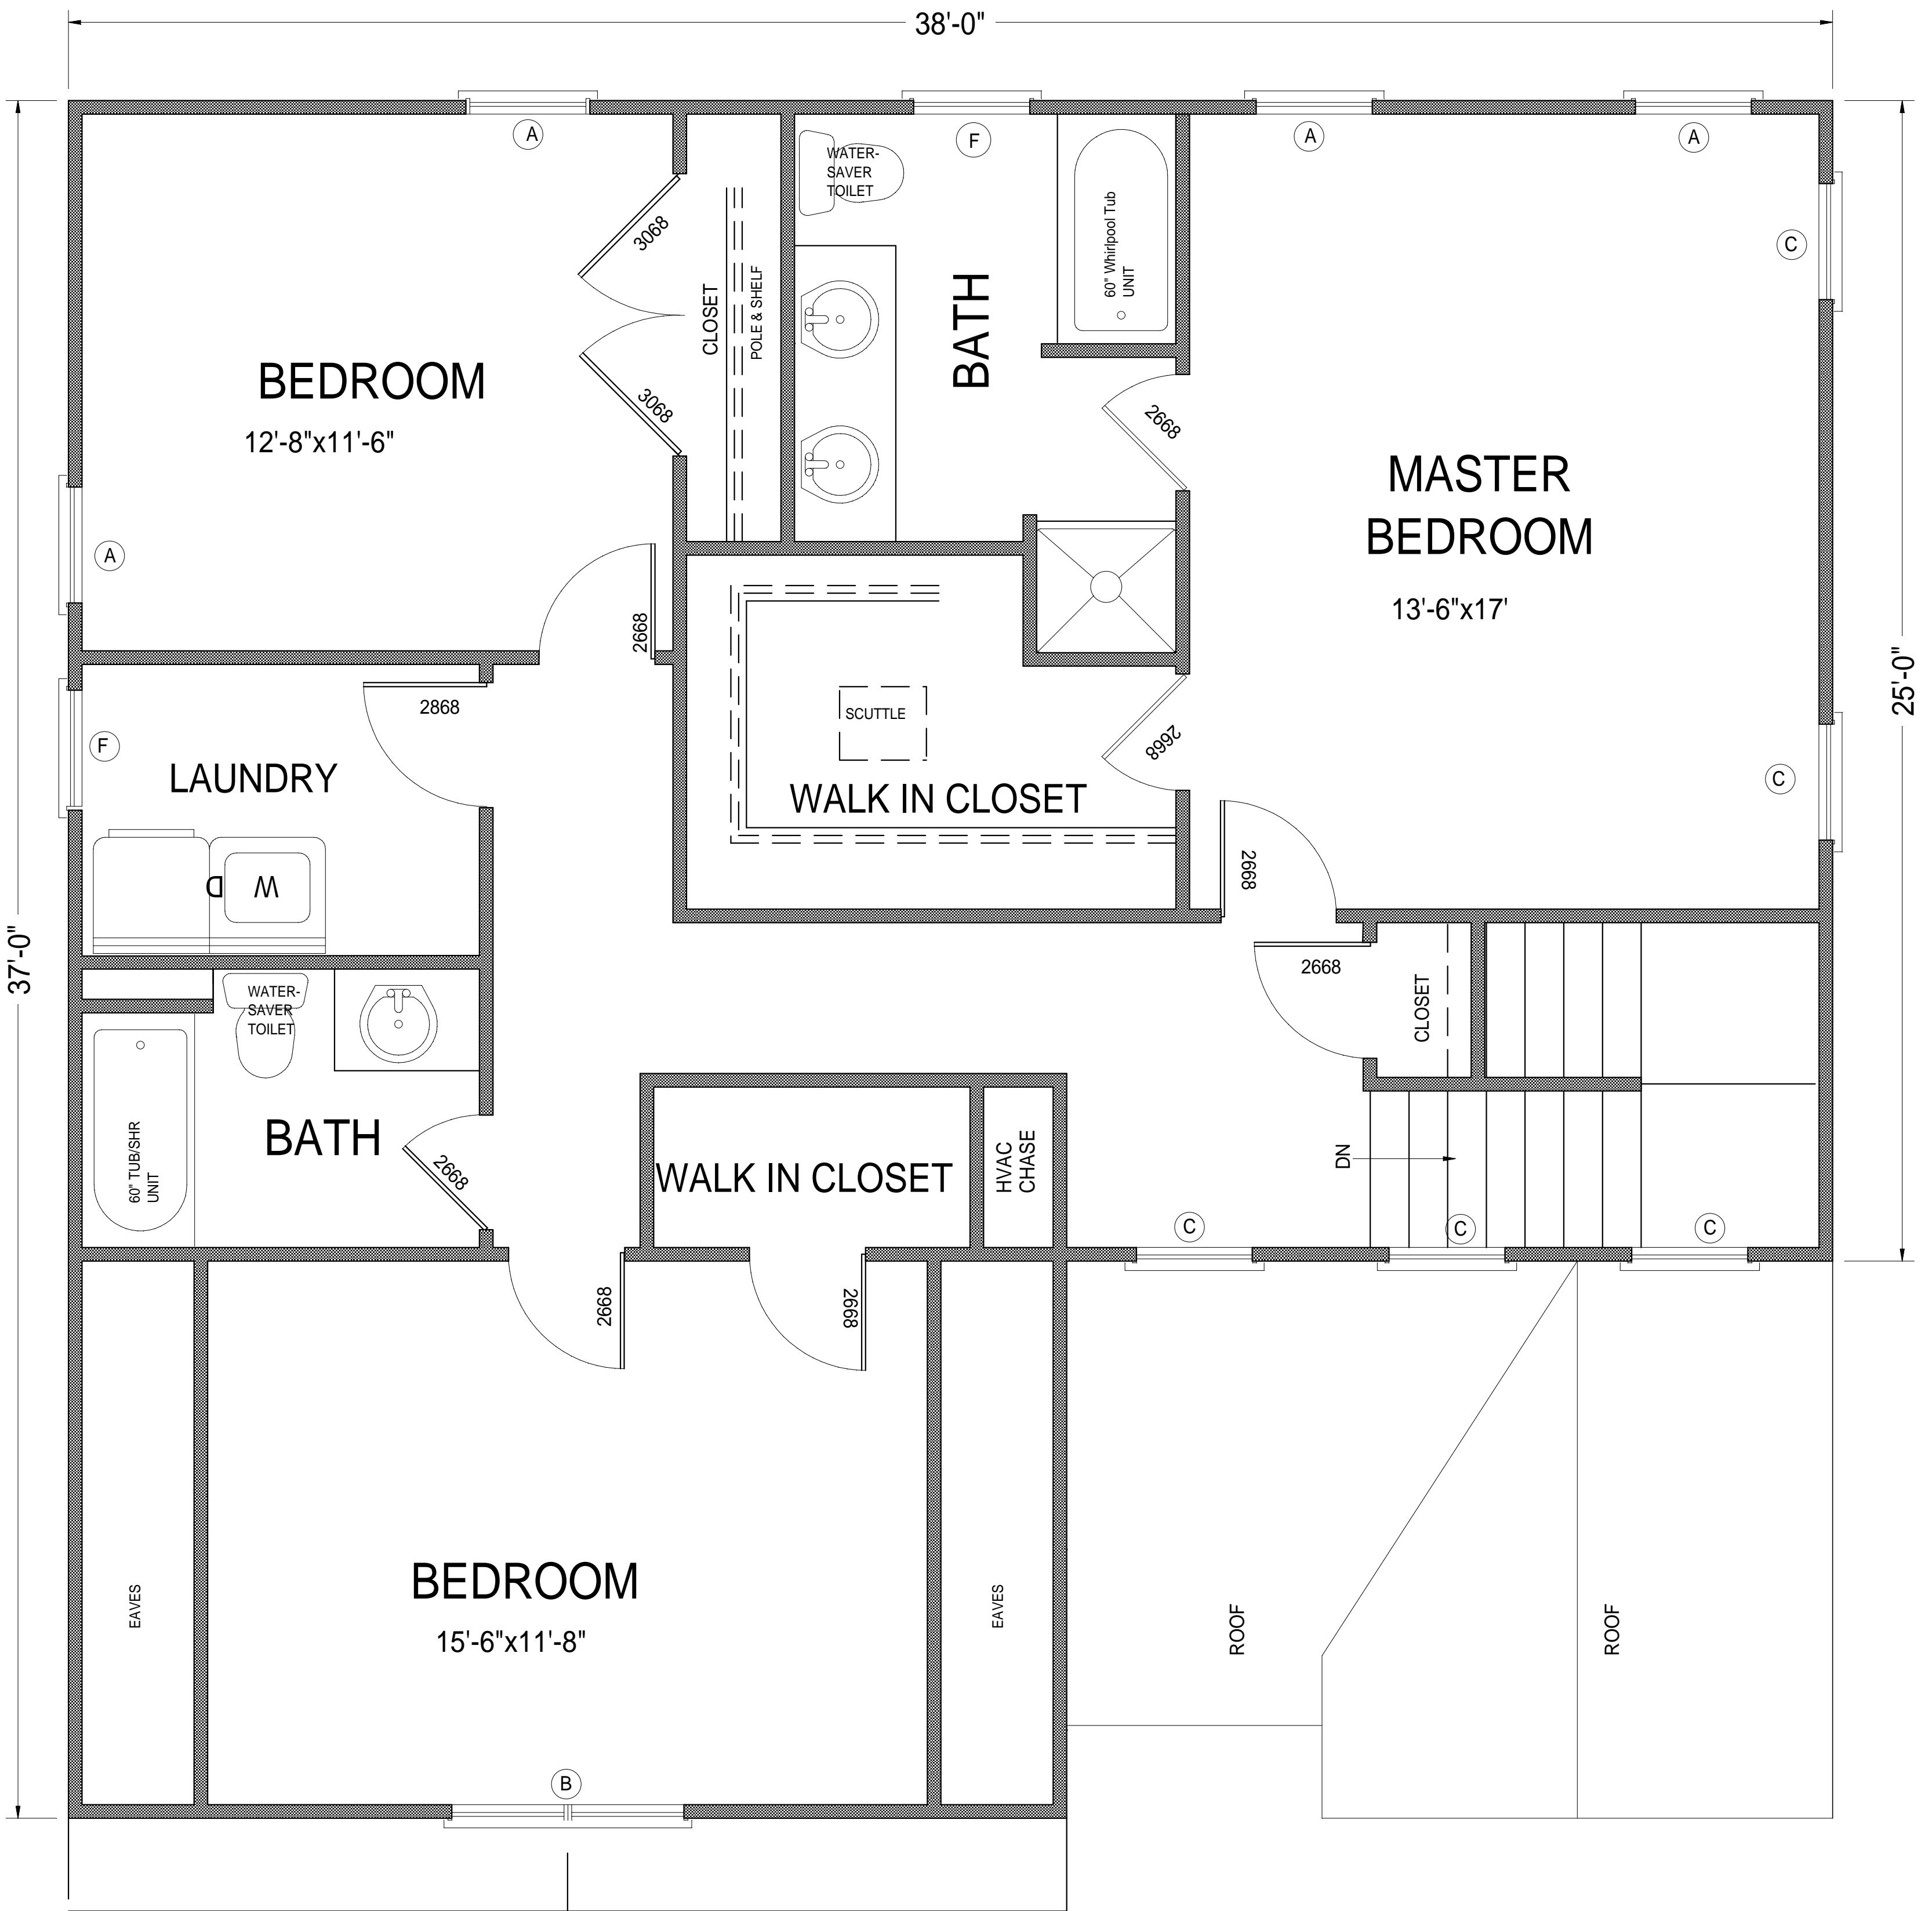 38'-0"
A
F
A
A
WATER-
SAVER
TOILET
3068
CLOSET
POLE & SHELF
60" Whirlpool Tub
UNIT
C
BATH
BEDROOM
12'-8"x11'-6"
3068
2668
MASTER
BEDROOM
13'-6"x17'
A
2668
25'-0"
2868
SCUTTLE
2668
F
LAUNDRY
WALK IN CLOSET
C
D
W
2668
37'-0"
2668
CLOSET
WATER-
SAVER
TOILET
60" TUB/SHR
UNIT
BATH
2668
WALK IN CLOSET
HVAC
CHASE
DN
C
C
C
2668
2668
EAVES
BEDROOM
15'-6"x11'-8"
EAVES
ROOF
ROOF
B